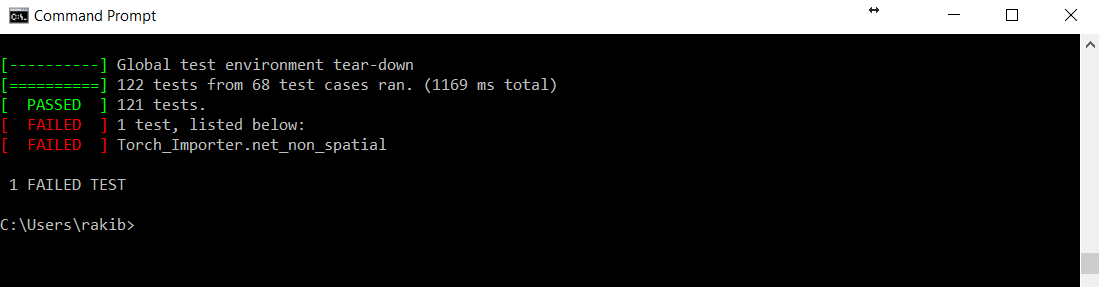 Command Prompt
[----------] Global test environment tear-down
[==========] 122 tests from 68 test cases ran. (1169 ms total)
[  PASSED  ] 121 tests.
[  FAILED  ] 1 test, listed below:
[  FAILED  ] Torch_Importer.net_non_spatial
1 FAILED TEST
C:\Users\rakib>